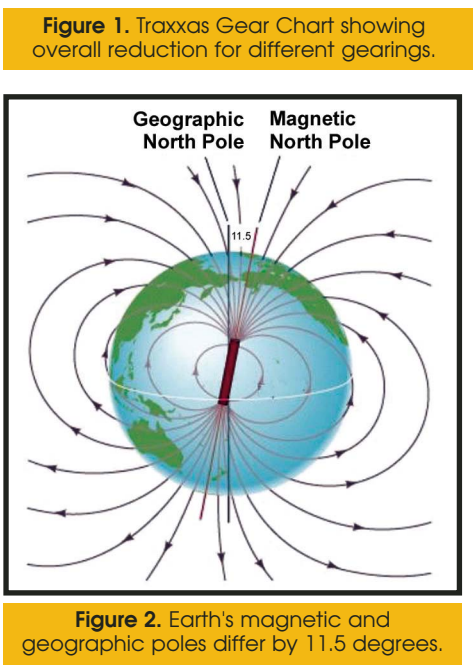 Figure 1. Traxxas Gear Chart showing
overall reduction for different gearings.
Geographic
North Pole
Magnetic
North Pole
11.5
Figure 2. Earth's magnetic and
geographic poles differ by 11.5 degrees.